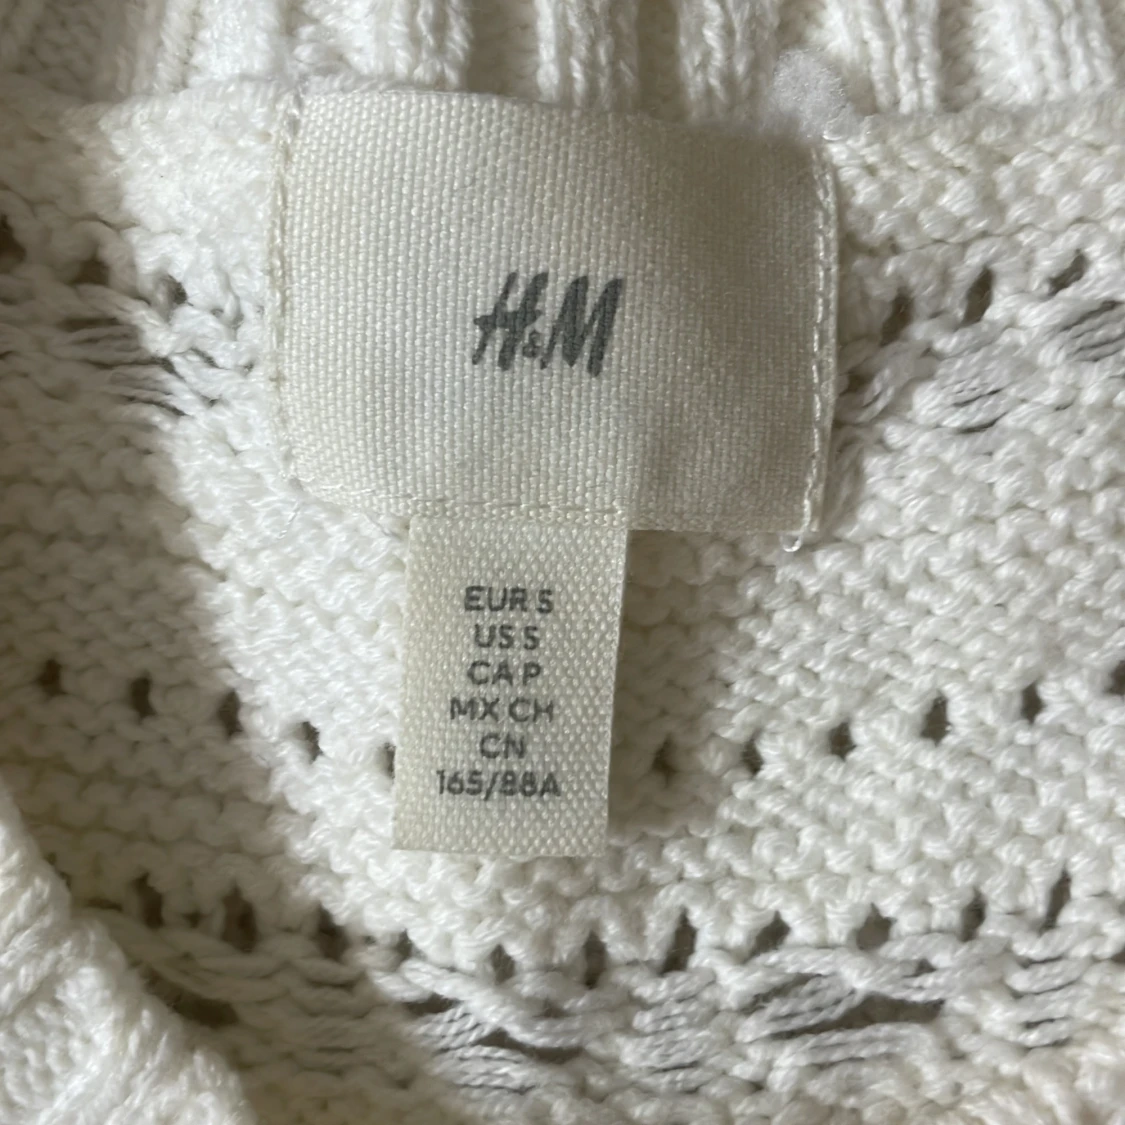 H&M
EUR S
US S
CA P
MX CH
CN
165/88A